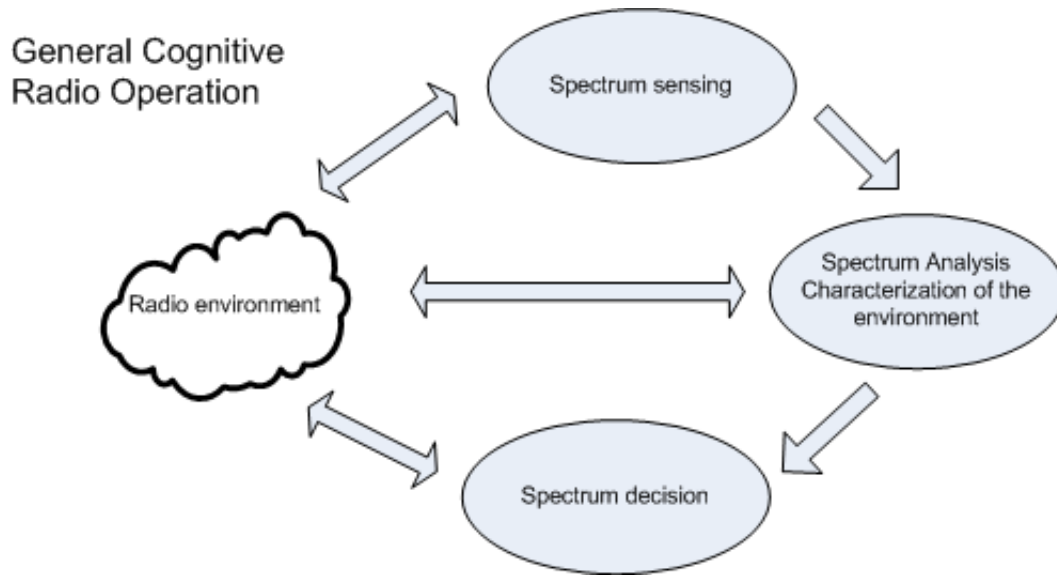 General Cognitive
Radio Operation
Spectrum sensing
Radio environment
Spectrum Analysis
Characterization of the
environment
Spectrum decision